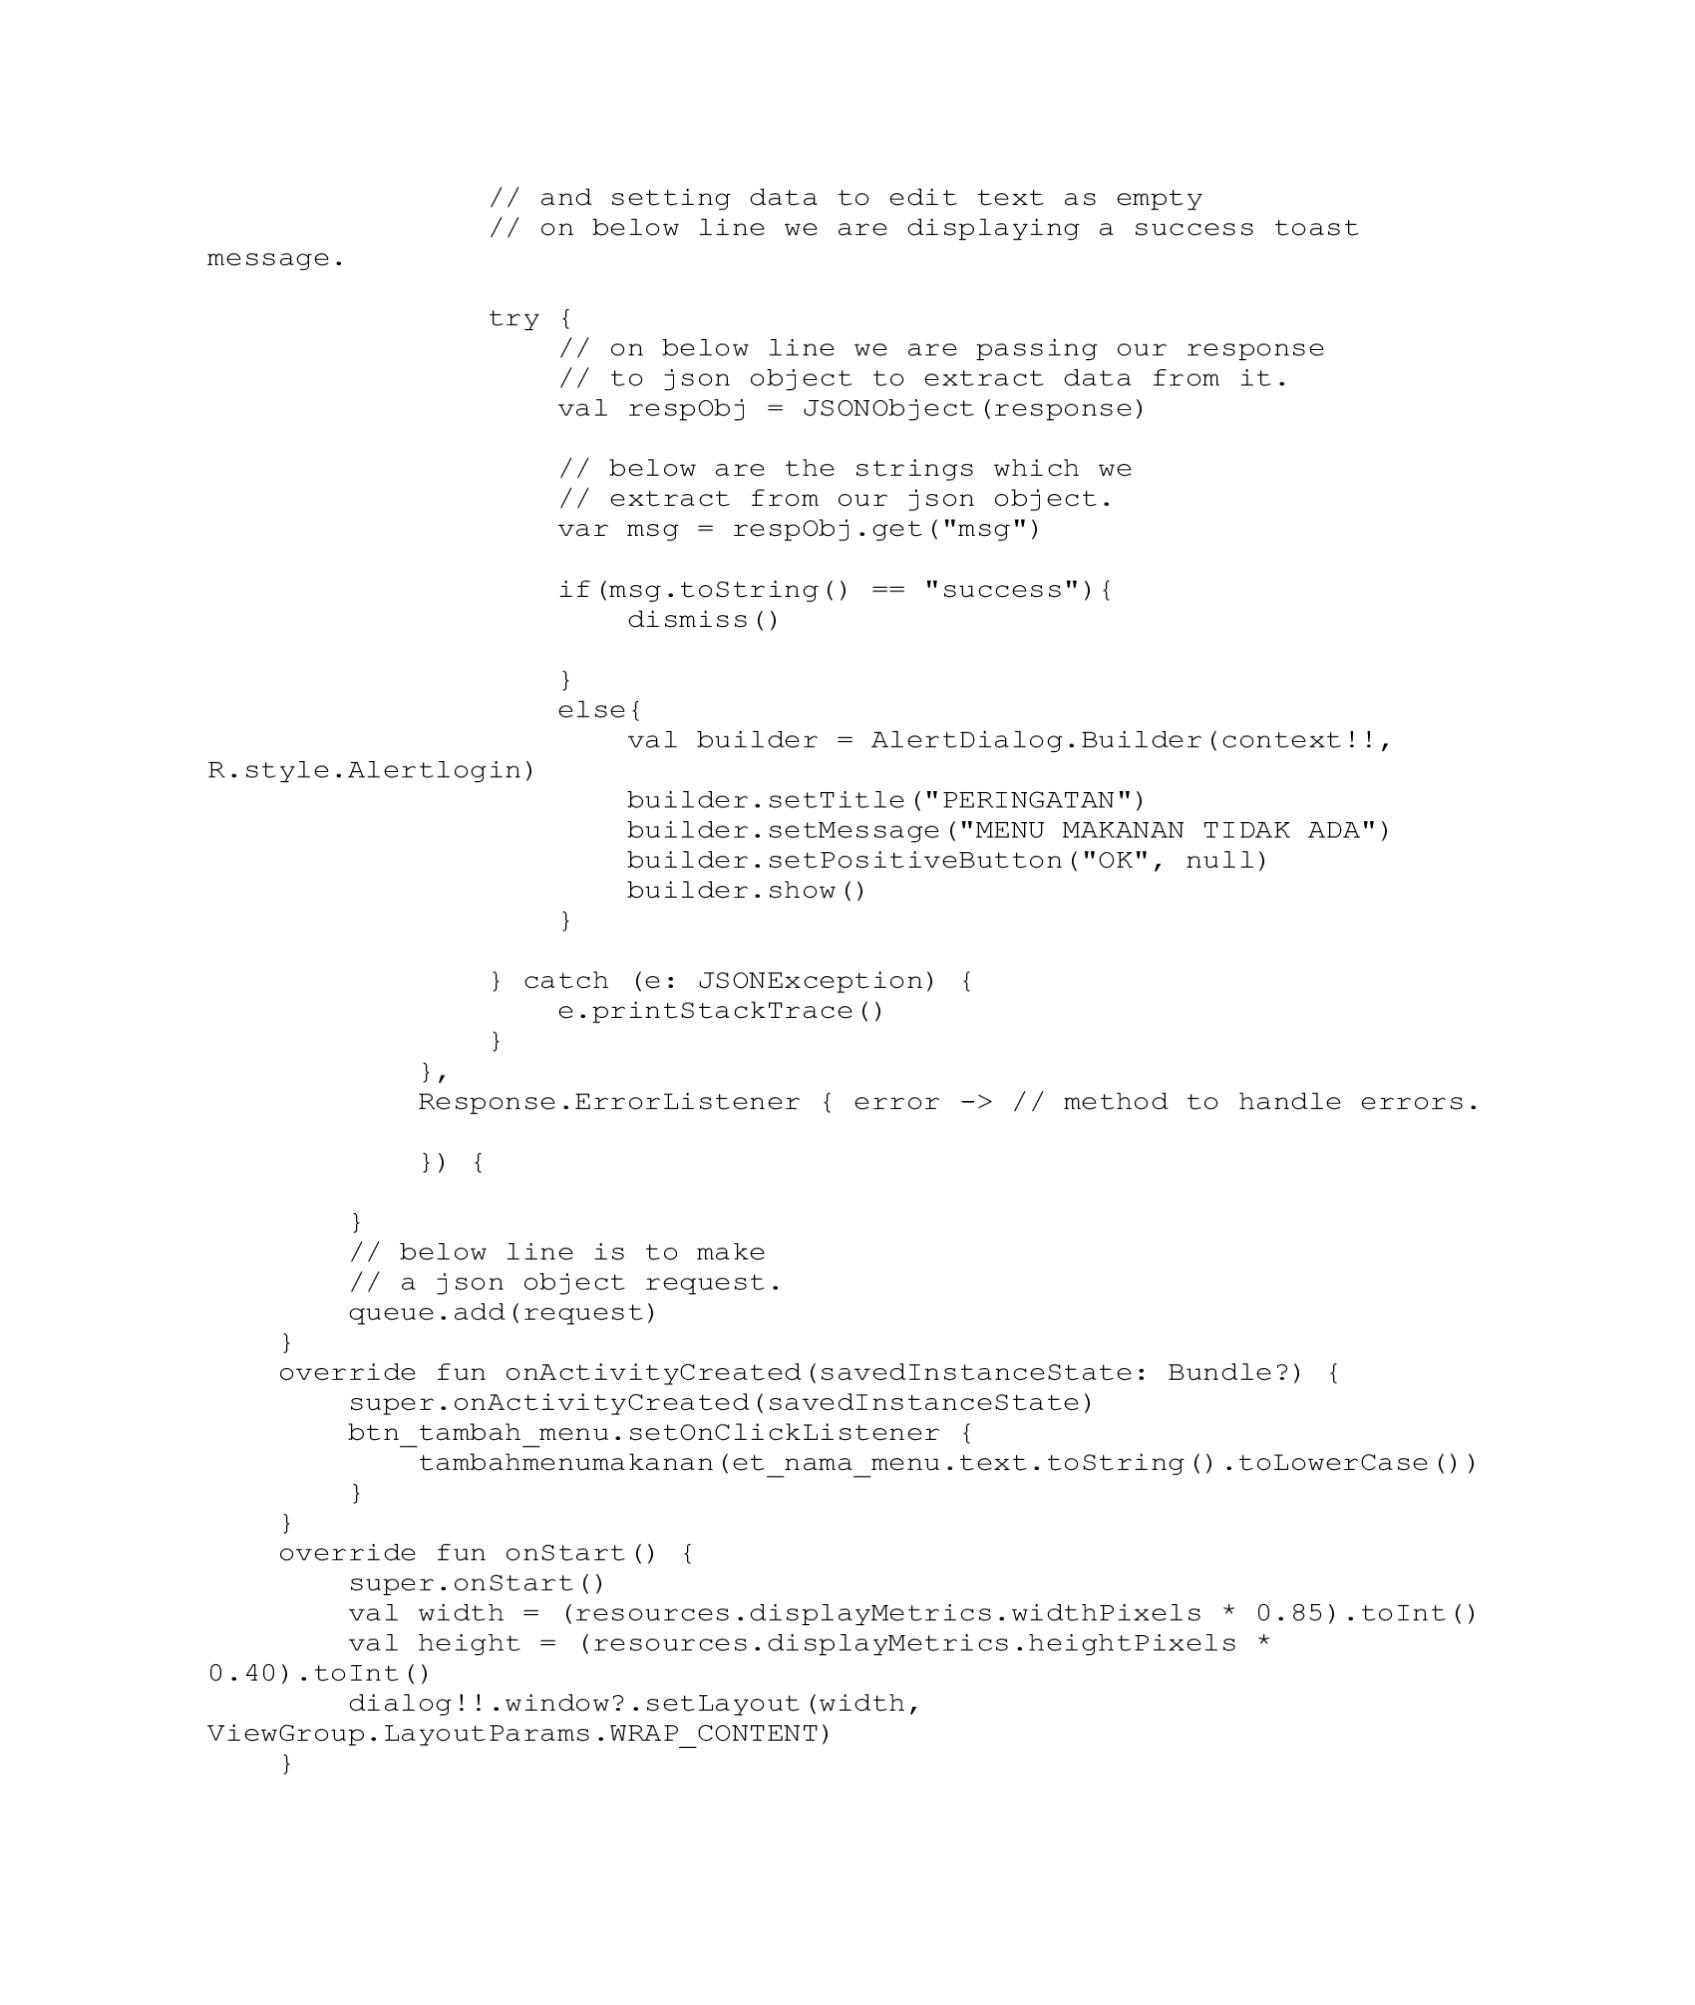 // and setting data to edit text as empty
// on below line we are displaying a success toast
message.
try {
// on below line we are passing our response
// to json object to extract data from it.
val respObj = JSONObject(response)
// below are the strings which we
// extract from our json object.
var msg = respObj.get("msg")
if(msg.toString() == "success"){
dismiss()
}
else{
val builder = AlertDialog.Builder(context!!,
R.style.Alertlogin)
builder.setTitle("PERINGATAN")
builder.setMessage("MENU MAKANAN TIDAK ADA")
builder.setPositiveButton("OK", null)
builder.show()
}
} catch (e: JSONException) {
e.printStackTrace()
}
},
Response.ErrorListener { error -> // method to handle errors.
}) {
}
// below line is to make
// a json object request.
queue.add(request)
}
override fun onActivityCreated(savedInstanceState: Bundle?) {
super.onActivityCreated(savedInstanceState)
btn_tambah_menu.setOnClickListener {
tambahmenumakanan(et_nama_menu.text.toString().toLowerCase())
}
}
override fun onStart() {
super.onStart()
val width = (resources.displayMetrics.widthPixels * 0.85).toInt()
val height = (resources.displayMetrics.heightPixels *
0.40).toInt()
dialog!!.window?.setLayout(width,
ViewGroup.LayoutParams.WRAP_CONTENT)
}